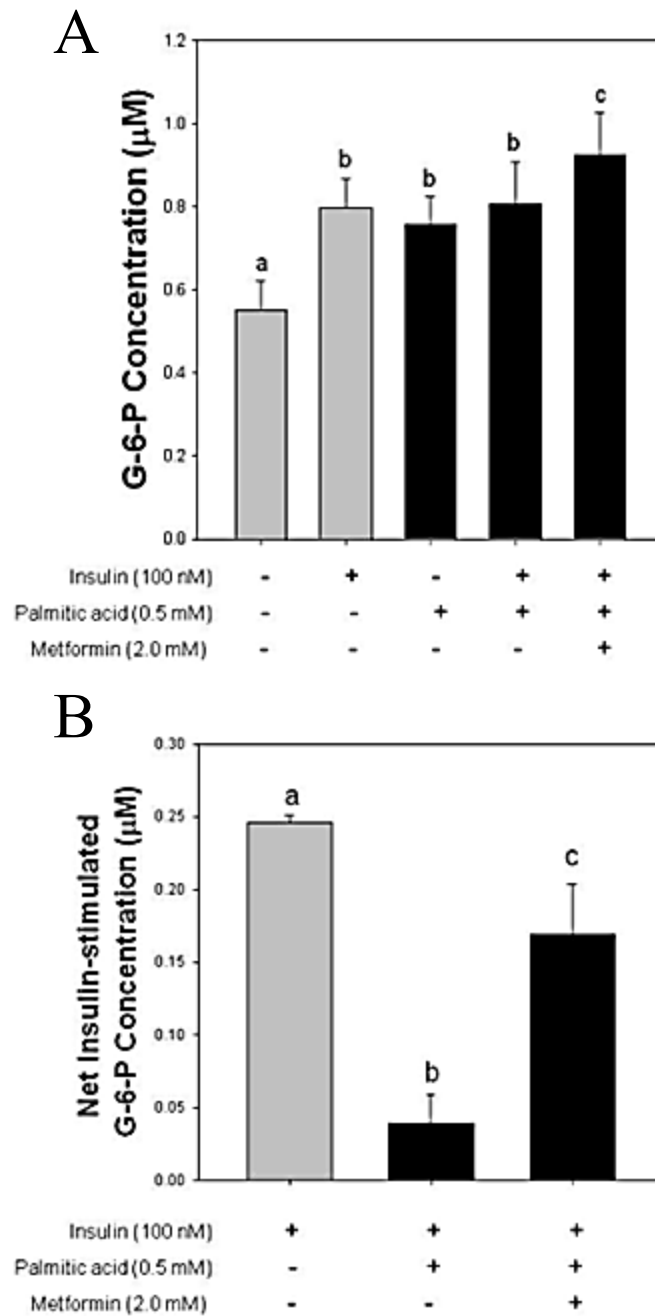 A
1.2
1.0
0.8
0.6
0.4
0.2
0.0
G-6-P Concentration (μM)
a
b
b
b
c
Insulin (100 nM) - + - + +
Palmitic acid (0.5 mM) - - + + +
Metformin (2.0 mM) - - - - +
B
0.30
0.25
0.20
0.15
0.10
0.05
0.00
Net Insulin-stimulated
G-6-P Concentration (μM)
a
b
c
Insulin (100 nM) + + +
Palmitic acid (0.5 mM) - + +
Metformin (2.0 mM) - - +